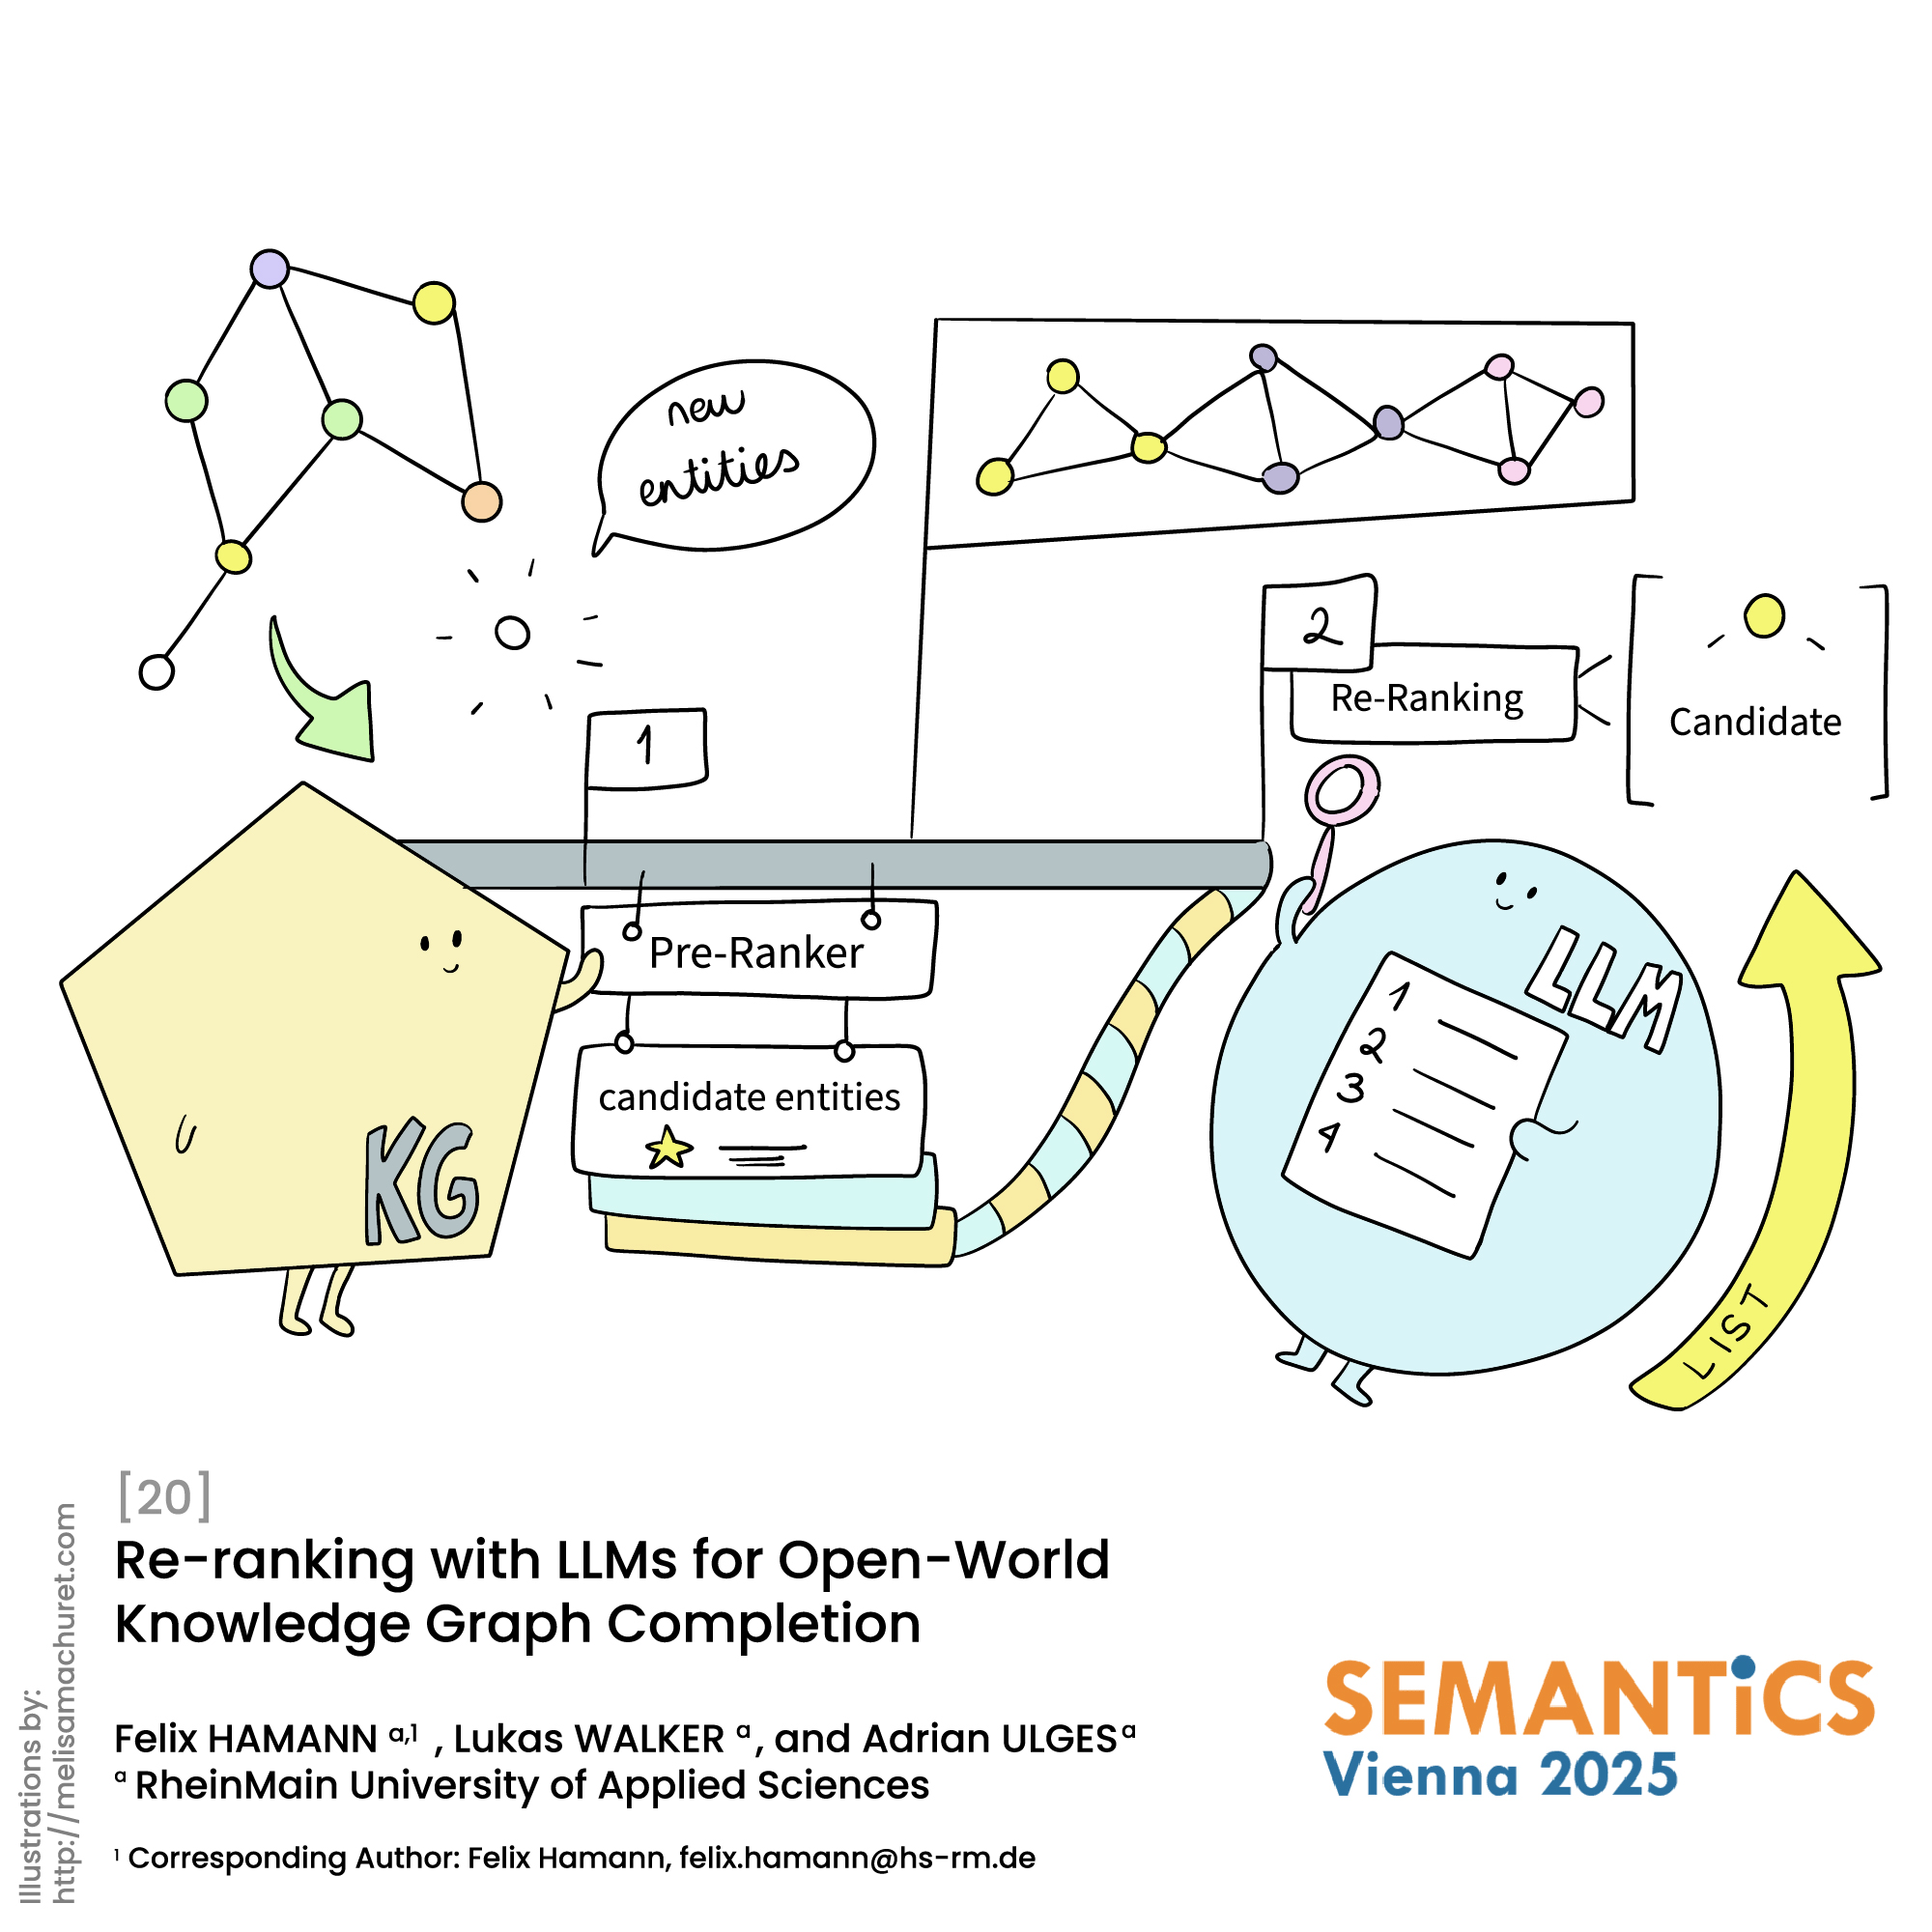 new
entities
1
2
Re-Ranking
Candidate
Pre-Ranker
candidate entities
KG
LLM
1
2
3
4
LIST
[20]
Re-ranking with LLMs for Open-World
Knowledge Graph Completion
Felix HAMANN a,1 , Lukas WALKER a, and Adrian ULGES a
a RheinMain University of Applied Sciences
1 Corresponding Author: Felix Hamann, felix.hamann@hs-rm.de
SEMANTiCS
Vienna 2025
Illustrations by:
http://melisamachuret.com